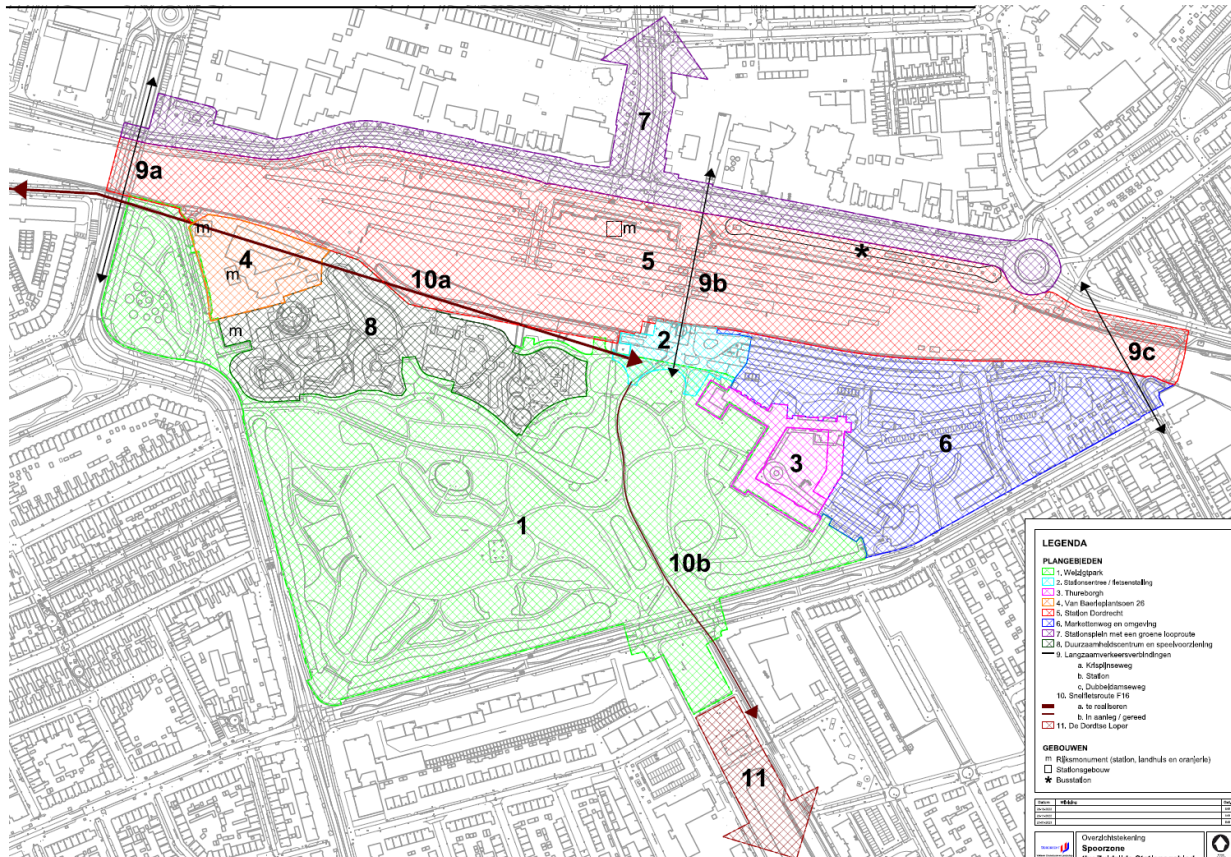 7
9a
m
4
m
5
10a
9b
*
m
8
2
9c
3
6
1
10b
11
LEGENDA
PLANGEBIEDEN
1. Weizigtpark
2. Stationsentree / fietsenstalling
3. Thureborgh
4. Van Baerleplantsoen 26
5. Station Dordrecht
6. Markettenweg en omgeving
7. Stationsplein met een groene looproute
8. Duurzaamheidscentrum en speelvoorziening
9. Langzaamverkeersverbindingen
a. Krispijnseweg
b. Station
c. Dubbeldamseweg
10. Snelfietsroute F16
a. te realiseren
b. in aanleg / gereed
11. De Dordtse Loper
GEBOUWEN
m Rijksmonument (station, landhuis en oranjerie)
Stationsgebouw
* Busstation
Overzichtstekening
Spoorzone